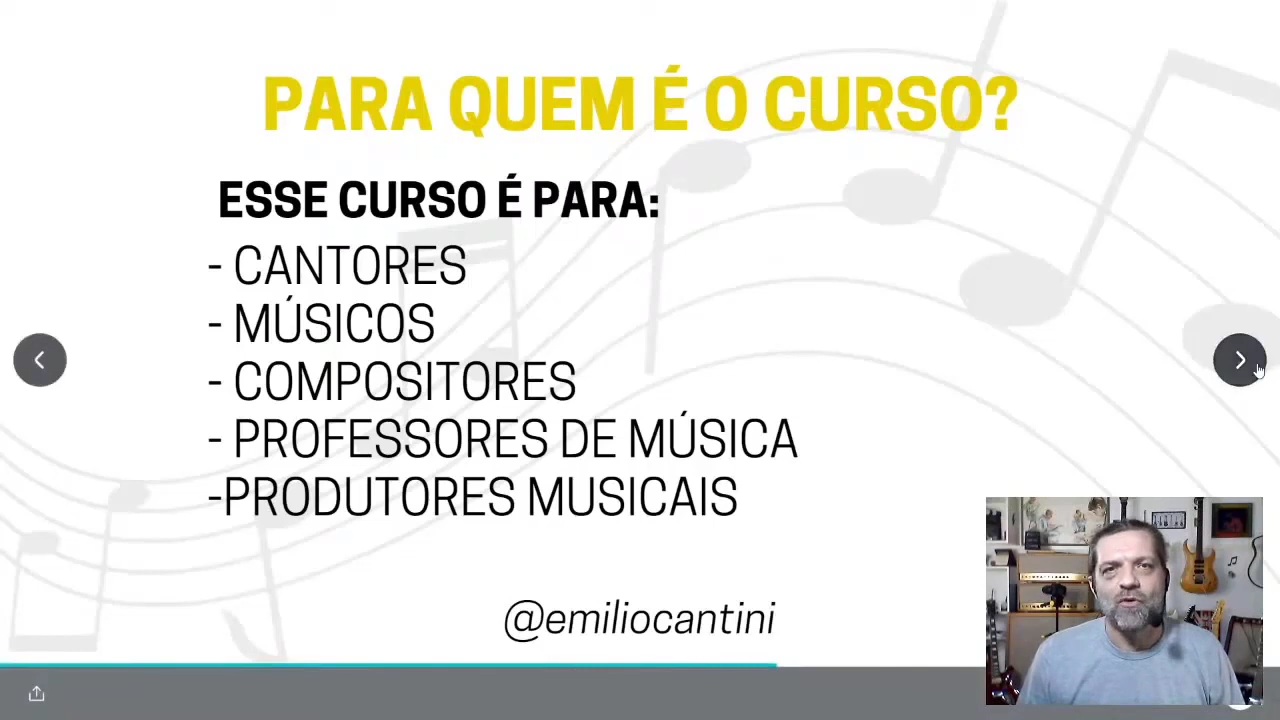 PARA QUEM É O CURSO?
ESSE CURSO É PARA:
- CANTORES
- MÚSICOS
- COMPOSITORES
- PROFESSORES DE MÚSICA
-PRODUTORES MUSICAIS
@emiliocantini